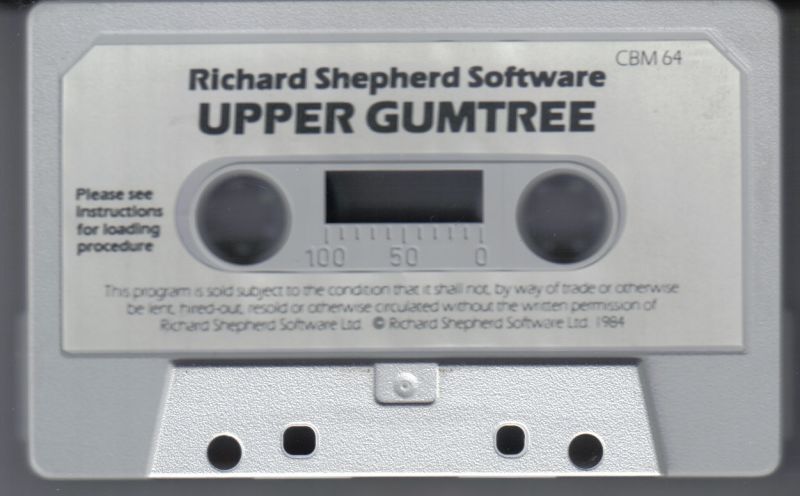 CBM 64
Richard Shepherd Software
UPPER GUMTREE
Please see
instructions
for loading
procedure
100 50 0
This program is sold subject to the condition that it shall not, by way of trade or otherwise
be lent, hired-out, resold or otherwise circulated without the written permission of
Richard Shepherd Software Ltd. © Richard Shepherd Software Ltd. 1984